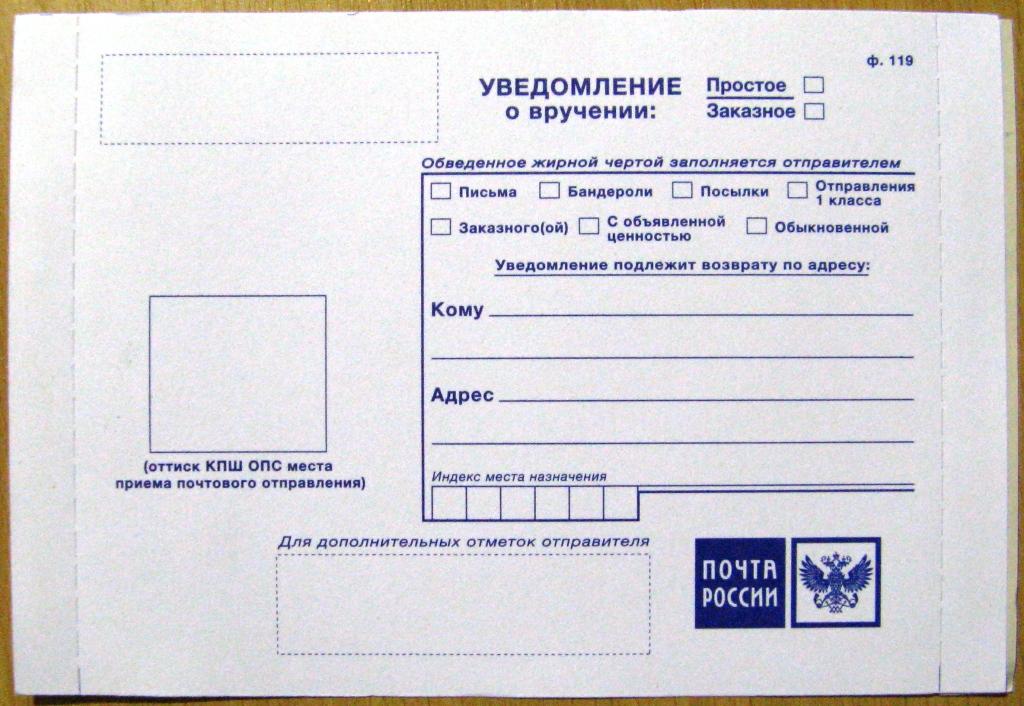 ф. 119
УВЕДОМЛЕНИЕ
о вручении:
Простое
Заказное
Обведенное жирной чертой заполняется отправителем
Письма Бандероли Посылки Отправления
1 класса
Заказного(ой) С объявленной
ценностью Обыкновенной
Уведомление подлежит возврату по адресу:
Кому
Адрес
(оттиск КПШ ОПС места
приема почтового отправления)
Индекс места назначения
Для дополнительных отметок отправителя
ПОЧТА
РОССИИ